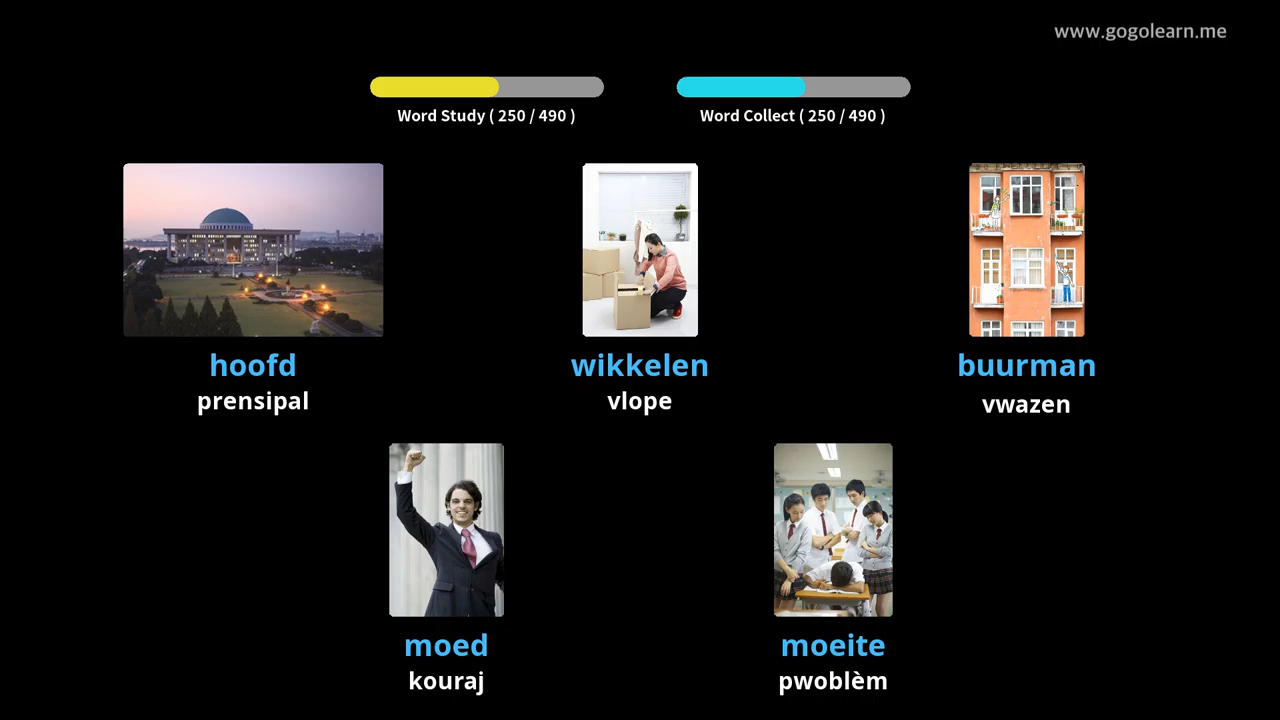 www.gogolearn.me
Word Study ( 250 / 490 )
Word Collect ( 250 / 490 )
hoofd
prensipal
wikkelen
vlope
buurman
vwazen
moed
kouraj
moeite
pwoblèm